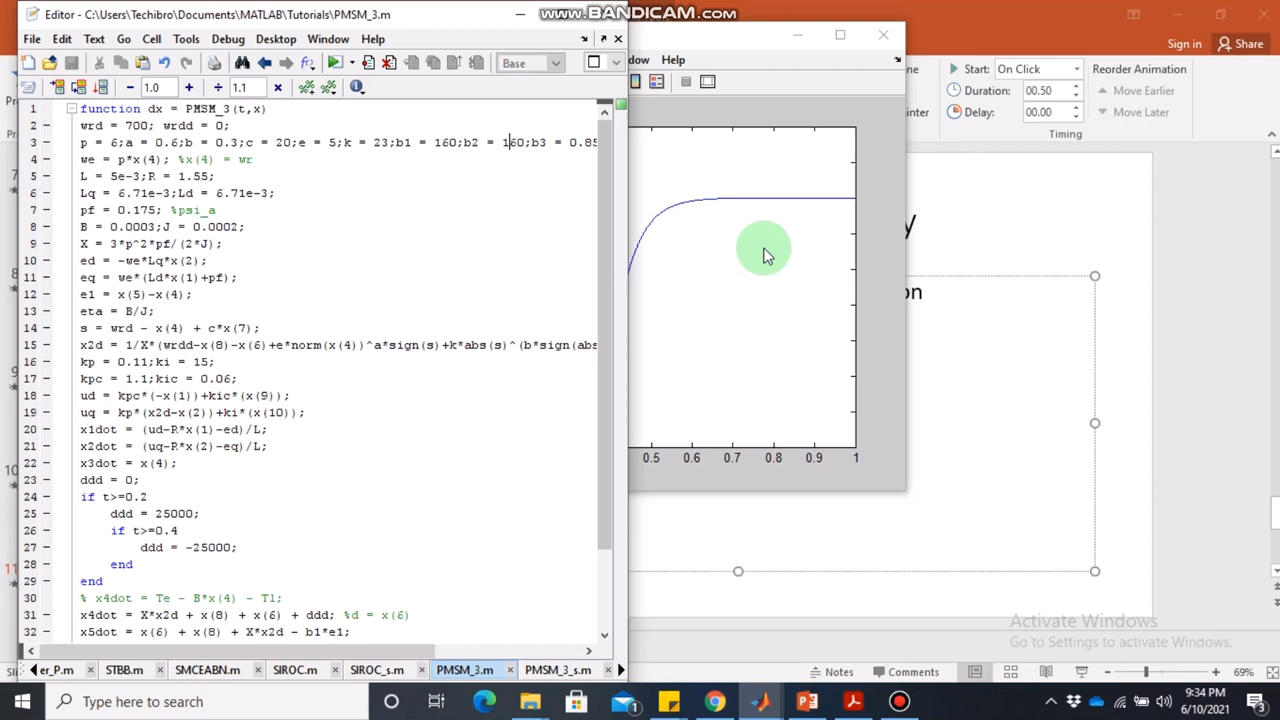 Editor - C:\Users\Techibro\Documents\MATLAB\Tutorials\PMSM_3.m
www.BANDICAM.com
File Edit Text Go Cell Tools Debug Desktop Window Help
Help
Sign in Share
Base
1.0
1.1
Start: On Click
Reorder Animation
Duration: 00.50
Move Earlier
Delay: 00.00
Move Later
Timing
1 function dx = PMSM_3(t,x)
2 wrd = 700; wrdd = 0;
3 p = 6;a = 0.6;b = 0.3;c = 20;e = 5;k = 23;b1 = 160;b2 = 160;b3 = 0.85
4 we = p*x(4); %x(4) = wr
5 L = 5e-3;R = 1.55;
6 Lq = 6.71e-3;Ld = 6.71e-3;
7 pf = 0.175; %psi_a
8 B = 0.0003;J = 0.0002;
9 X = 3*p^2*pf/(2*J);
10 ed = -we*Lq*x(2);
11 eq = we*(Ld*x(1)+pf);
12 e1 = x(5)-x(4);
13 eta = B/J;
14 s = wrd - x(4) + c*x(7);
15 x2d = 1/X*(wrdd-x(8)-x(6)+e*norm(x(4))^a*sign(s)+k*abs(s)^(b*sign(abs
16 kp = 0.11;ki = 15;
17 kpc = 1.1;kic = 0.06;
18 ud = kpc*(-x(1))+kic*(x(9));
19 uq = kp*(x2d-x(2))+ki*(x(10));
20 x1dot = (ud-R*x(1)-ed)/L;
21 x2dot = (uq-R*x(2)-eq)/L;
22 x3dot = x(4);
23 ddd = 0;
24 if t>=0.2
25 ddd = 25000;
26 if t>=0.4
27 ddd = -25000;
28 end
29 end
30 % x4dot = Te - B*x(4) - Tl;
31 x4dot = X*x2d + x(8) + x(6) + ddd; %d = x(6)
32 x5dot = x(6) + x(8) + X*x2d - b1*e1;
0.5 0.6 0.7 0.8 0.9 1
y
on
er_P.m STBB.m SMCEABN.m SIROC.m SIROC_s.m PMSM_3.m PMSM_3_s.m
Activate Windows
Go to Settings to activate Windows.
Notes Comments 69%
Type here to search
9:34 PM
6/10/2021